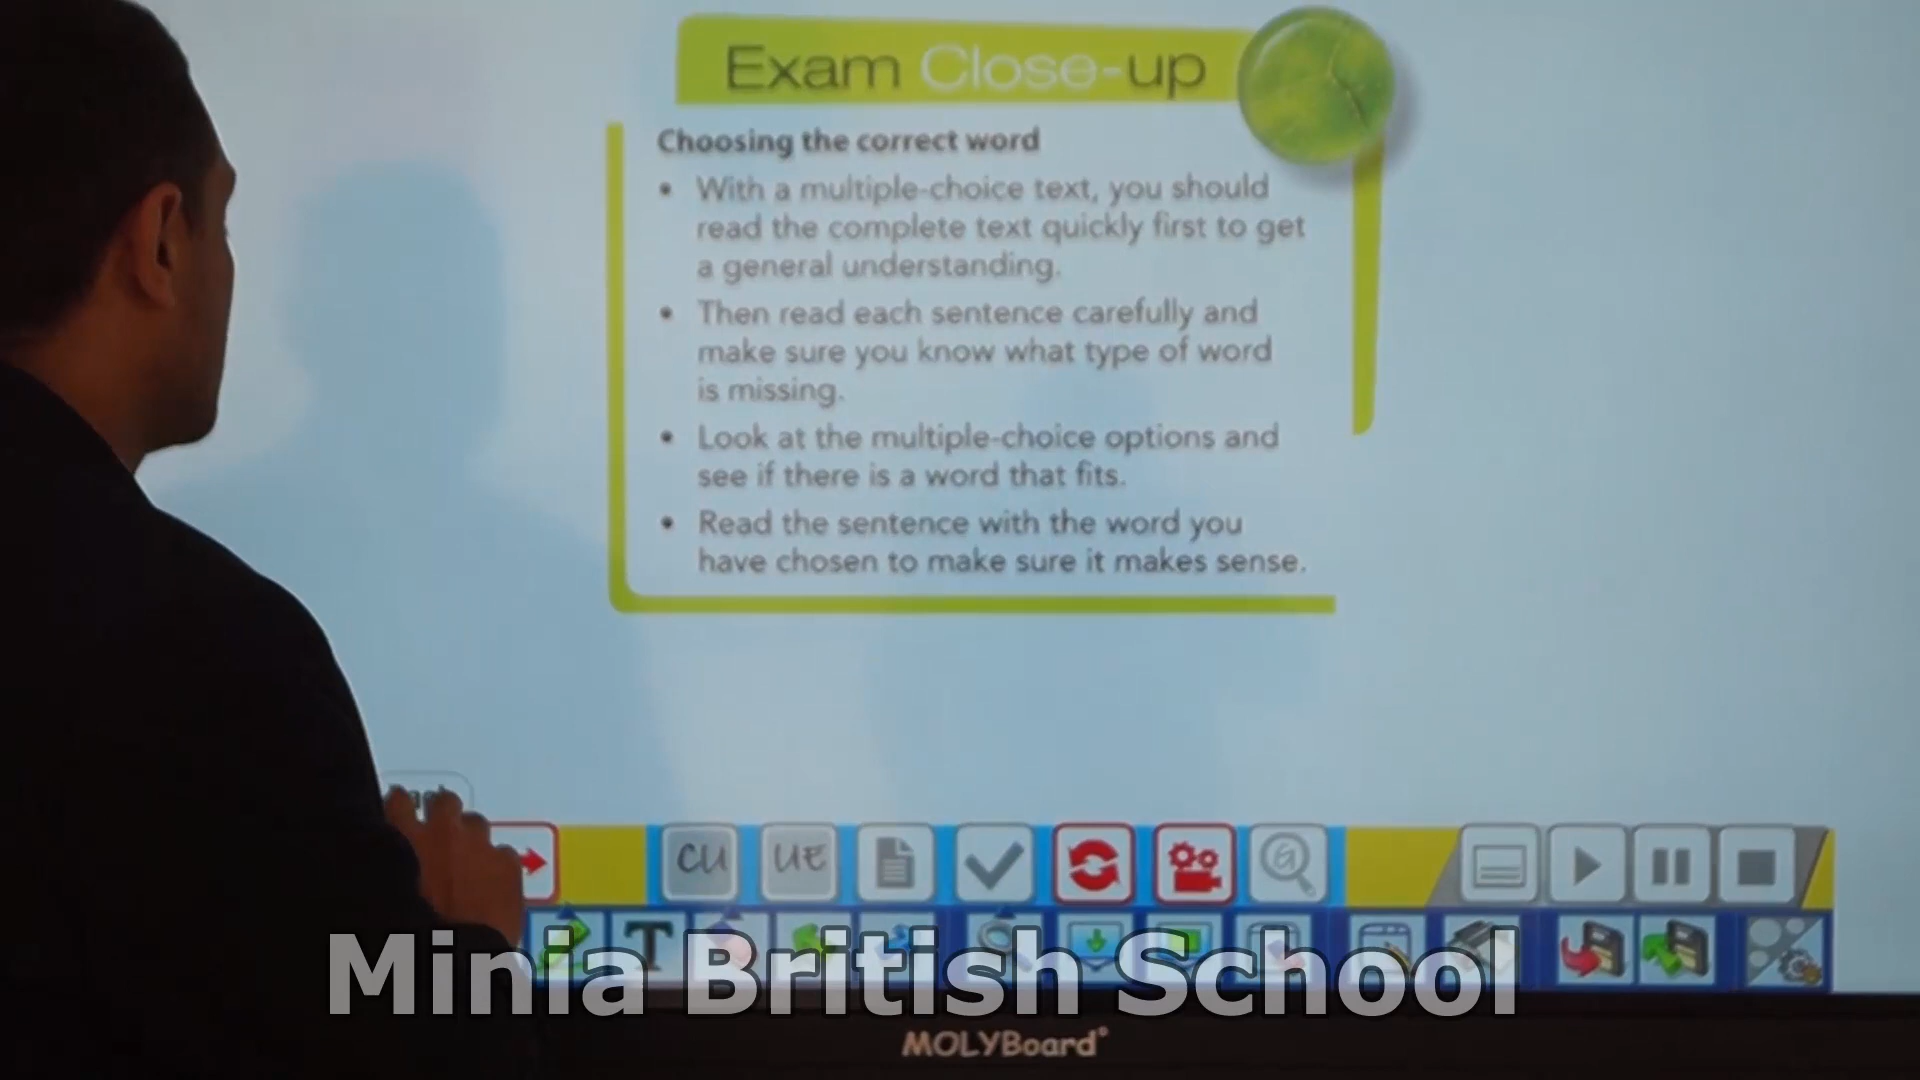 Exam Close-up
Choosing the correct word
• With a multiple-choice text, you should
read the complete text quickly first to get
a general understanding.
• Then read each sentence carefully and
make sure you know what type of word
is missing.
• Look at the multiple-choice options and
see if there is a word that fits.
• Read the sentence with the word you
have chosen to make sure it makes sense.
CU UE
T
Minia British School
MOLYBoard